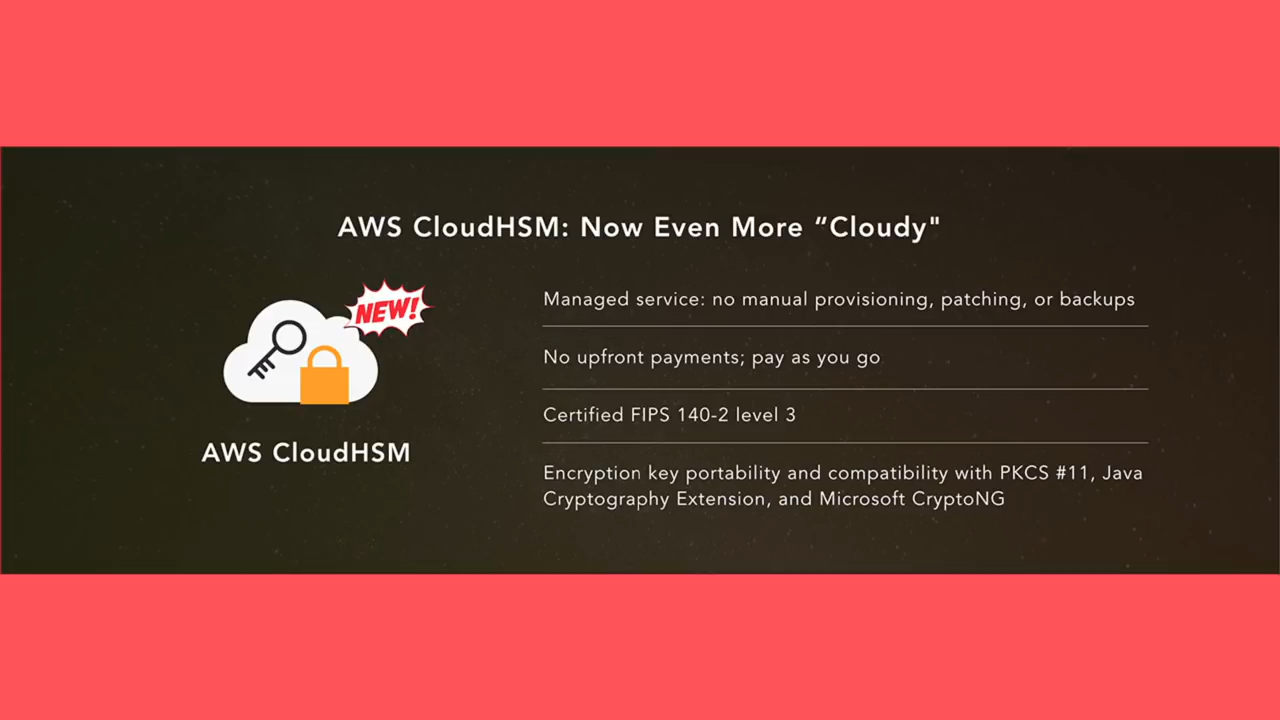 AWS CloudHSM: Now Even More “Cloudy"
NEW!
AWS CloudHSM
Managed service: no manual provisioning, patching, or backups
No upfront payments; pay as you go
Certified FIPS 140-2 level 3
Encryption key portability and compatibility with PKCS #11, Java
Cryptography Extension, and Microsoft CryptoNG